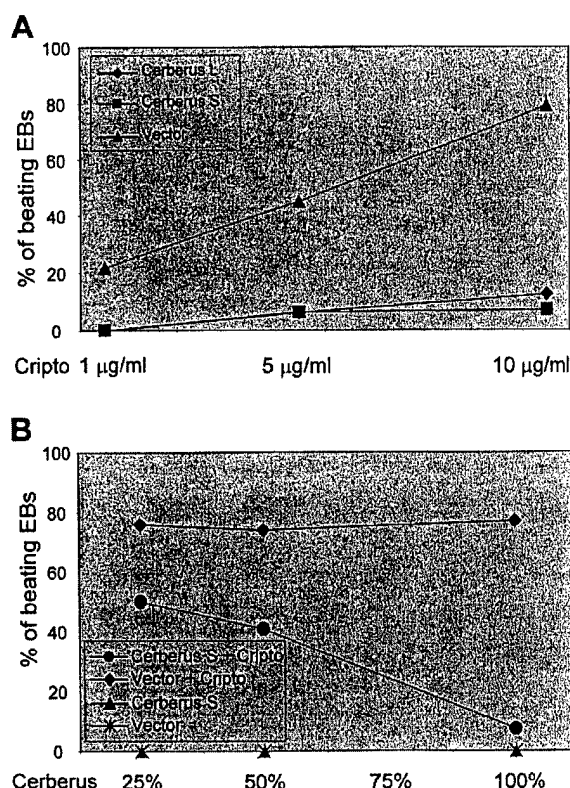 A
% of beating EBs
100
80
60
40
20
0
Cerberus L
Cerberus S
Vector
Cripto 1 μg/ml 5 μg/ml 10 μg/ml
B
% of beating EBs
100
80
60
40
20
0
Cerberus S + Cripto
Vector + Cripto
Cerberus S
Vector
Cerberus 25% 50% 75% 100%